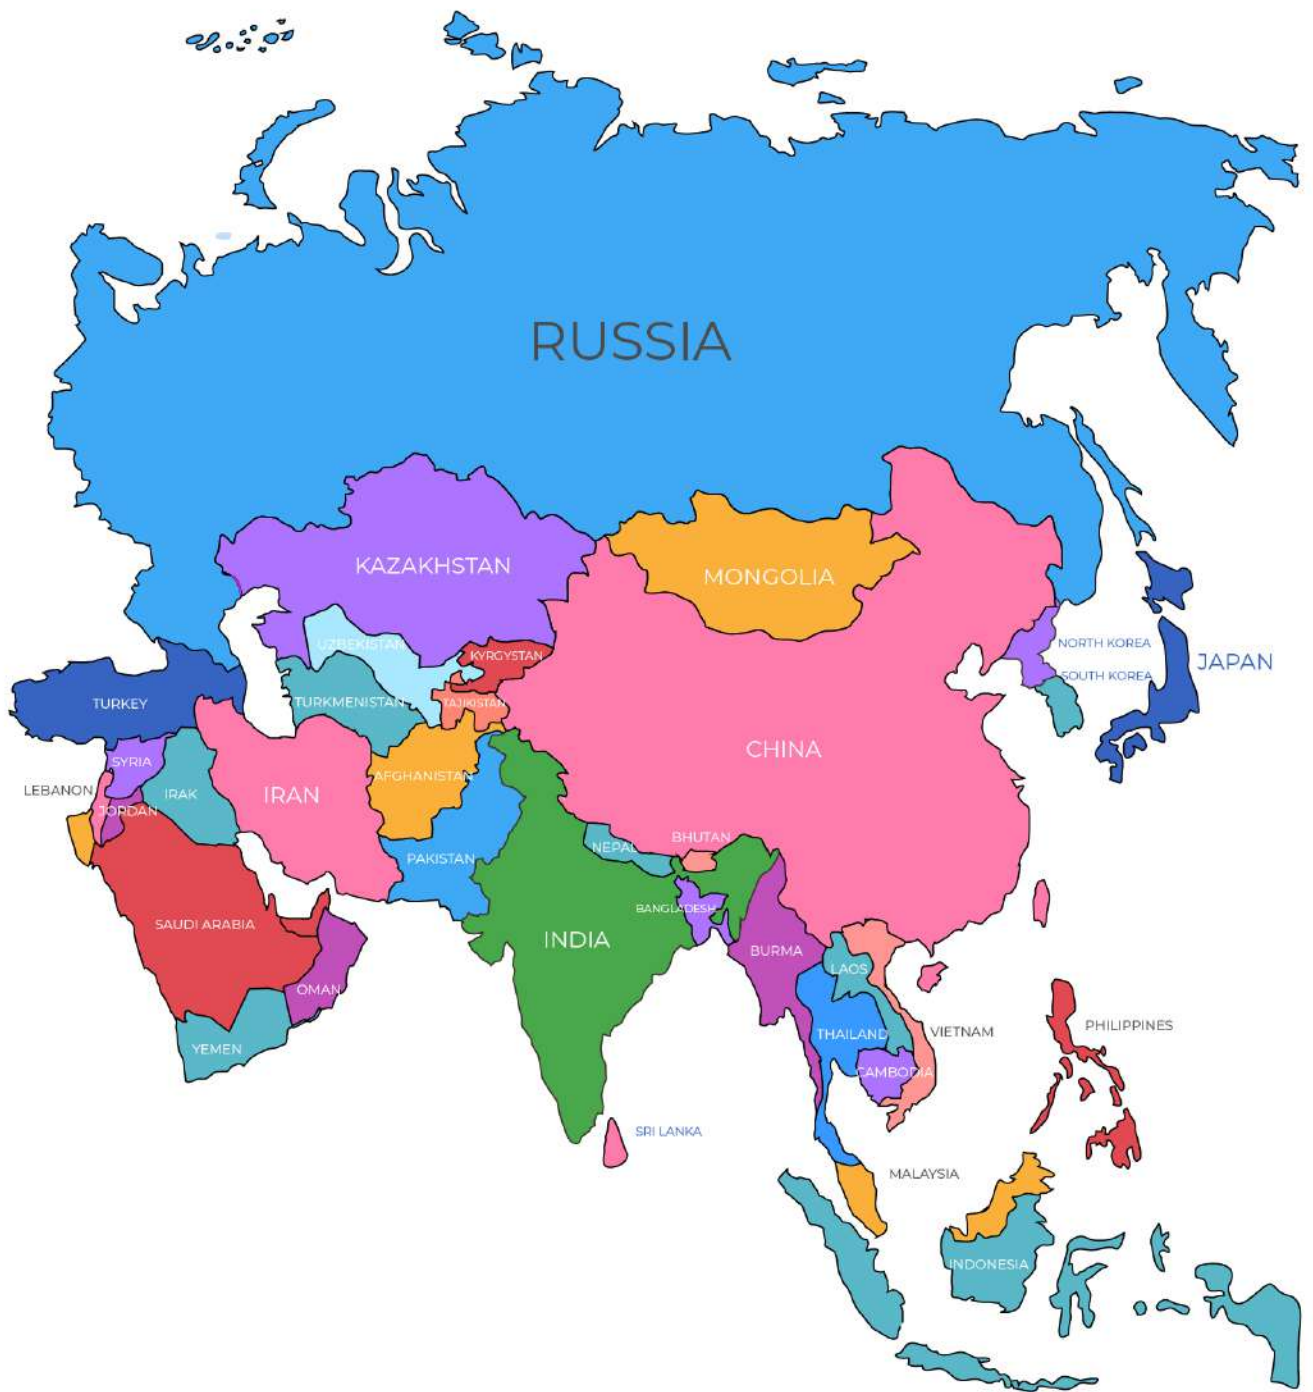 RUSSIA
KAZAKHSTAN
MONGOLIA
UZBEKISTAN
KYRGYSTAN
NORTH KOREA
JAPAN
SOUTH KOREA
TURKEY
TURKMENISTAN
TAJIKISTAN
CHINA
SYRIA
AFGHANISTAN
LEBANON
IRAK
IRAN
JORDAN
BHUTAN
NEPAL
PAKISTAN
BANGLADESH
SAUDI ARABIA
INDIA
BURMA
LAOS
OMAN
PHILIPPINES
VIETNAM
THAILAND
YEMEN
CAMBODIA
SRI LANKA
MALAYSIA
INDONESIA